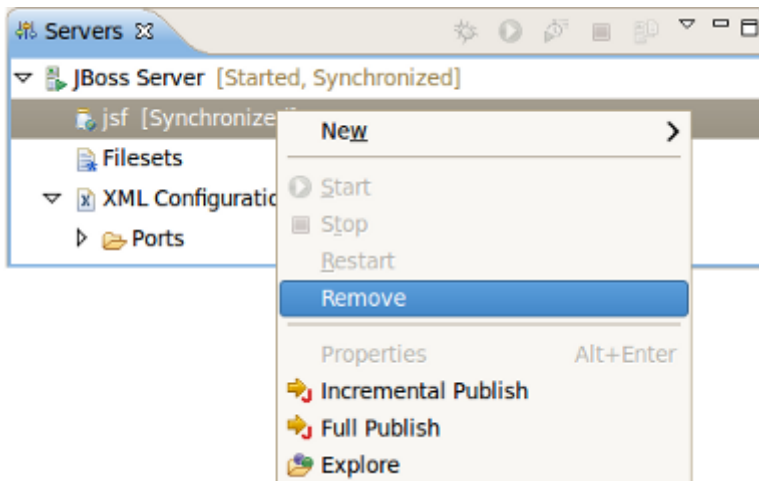 Servers
JBoss Server [Started, Synchronized]
jsf [Synchronize
Filesets
XML Configuratio
Ports
New
Start
Stop
Restart
Remove
Properties Alt+Enter
Incremental Publish
Full Publish
Explore